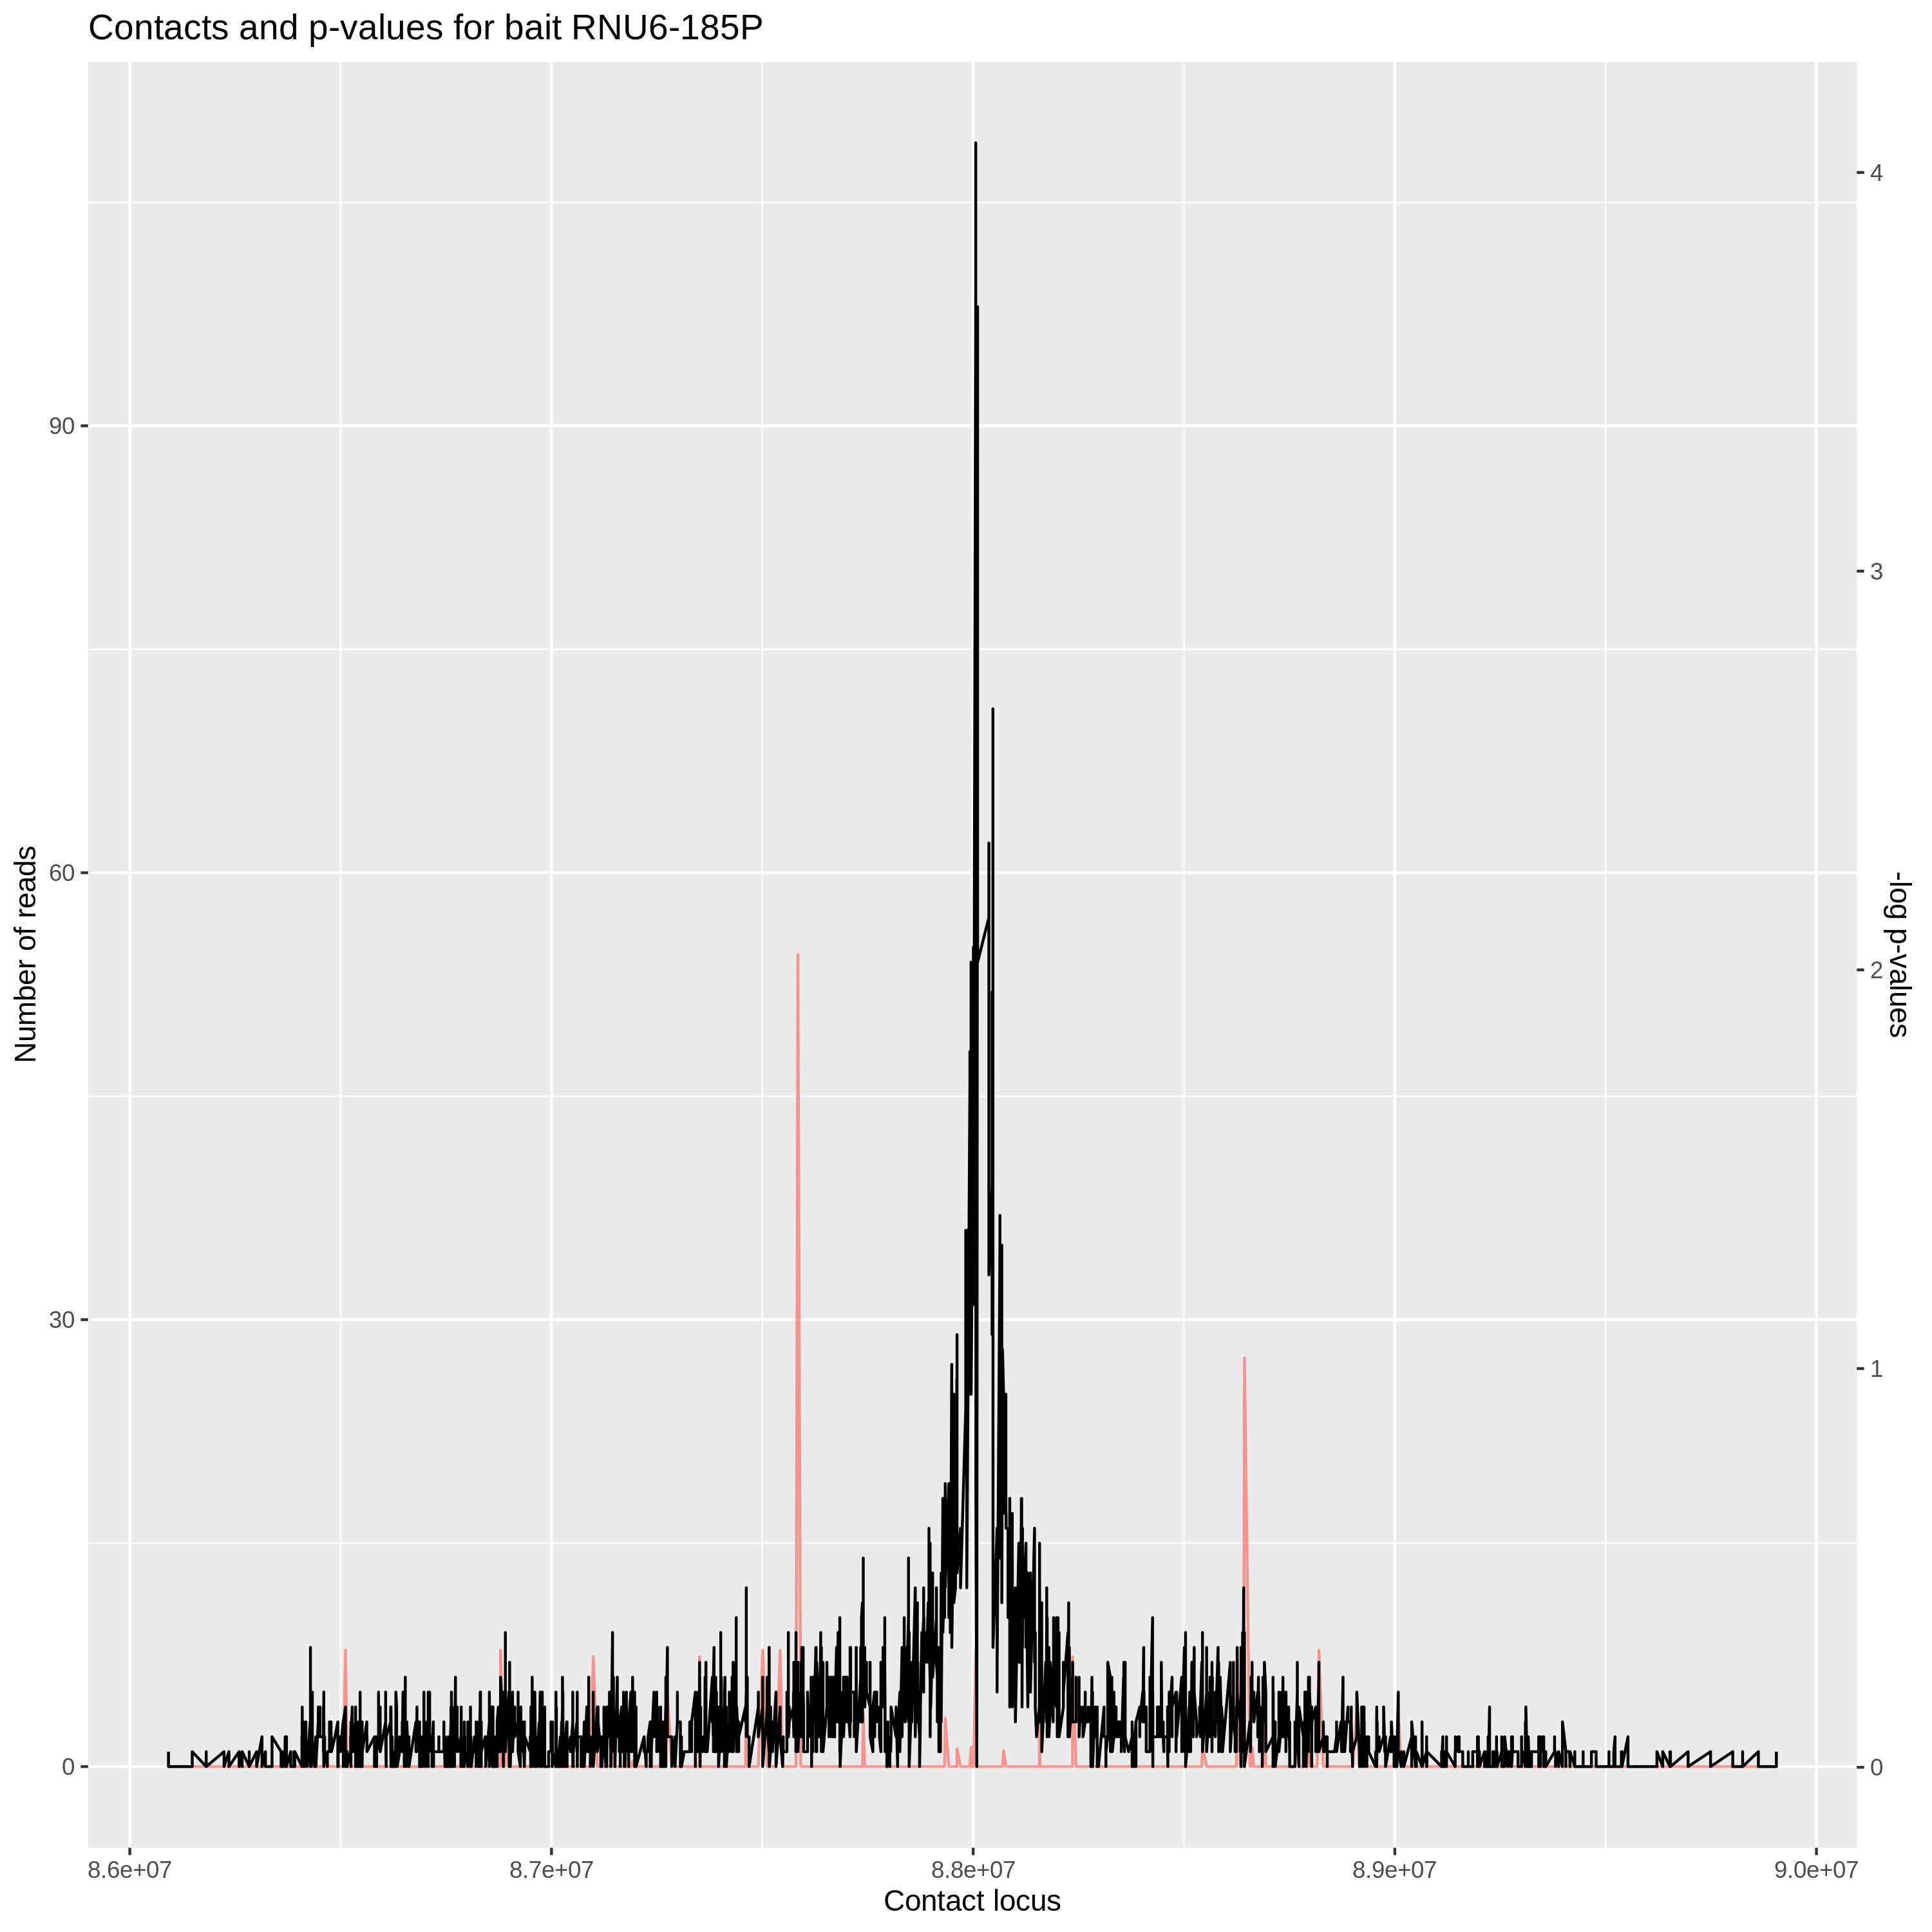 Contacts and p-values for bait RNU6-185P
Number of reads
90
60
30
0
4
3
2
1
0
-log p-values
8.6e+07 8.7e+07 8.8e+07 8.9e+07 9.0e+07
Contact locus